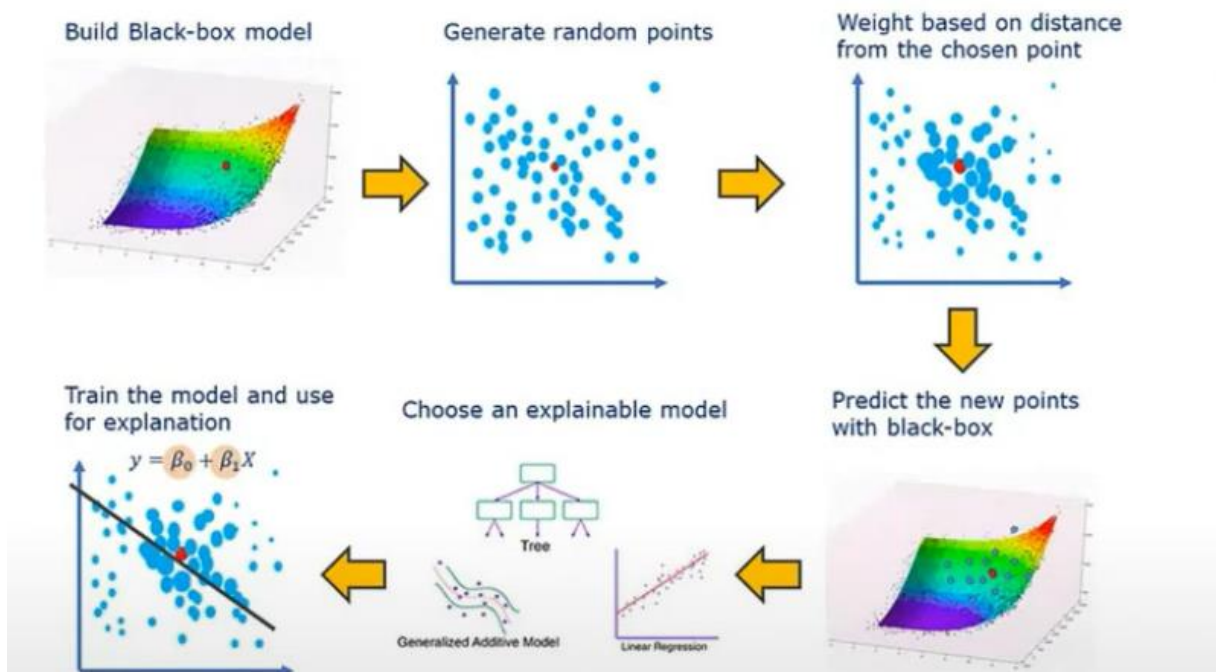 Build Black-box model
Generate random points
Weight based on distance
from the chosen point
Predict the new points
with black-box
Choose an explainable model
Tree
Generalized Additive Model
Linear Regression
Train the model and use
for explanation
y = β₀ + β₁X